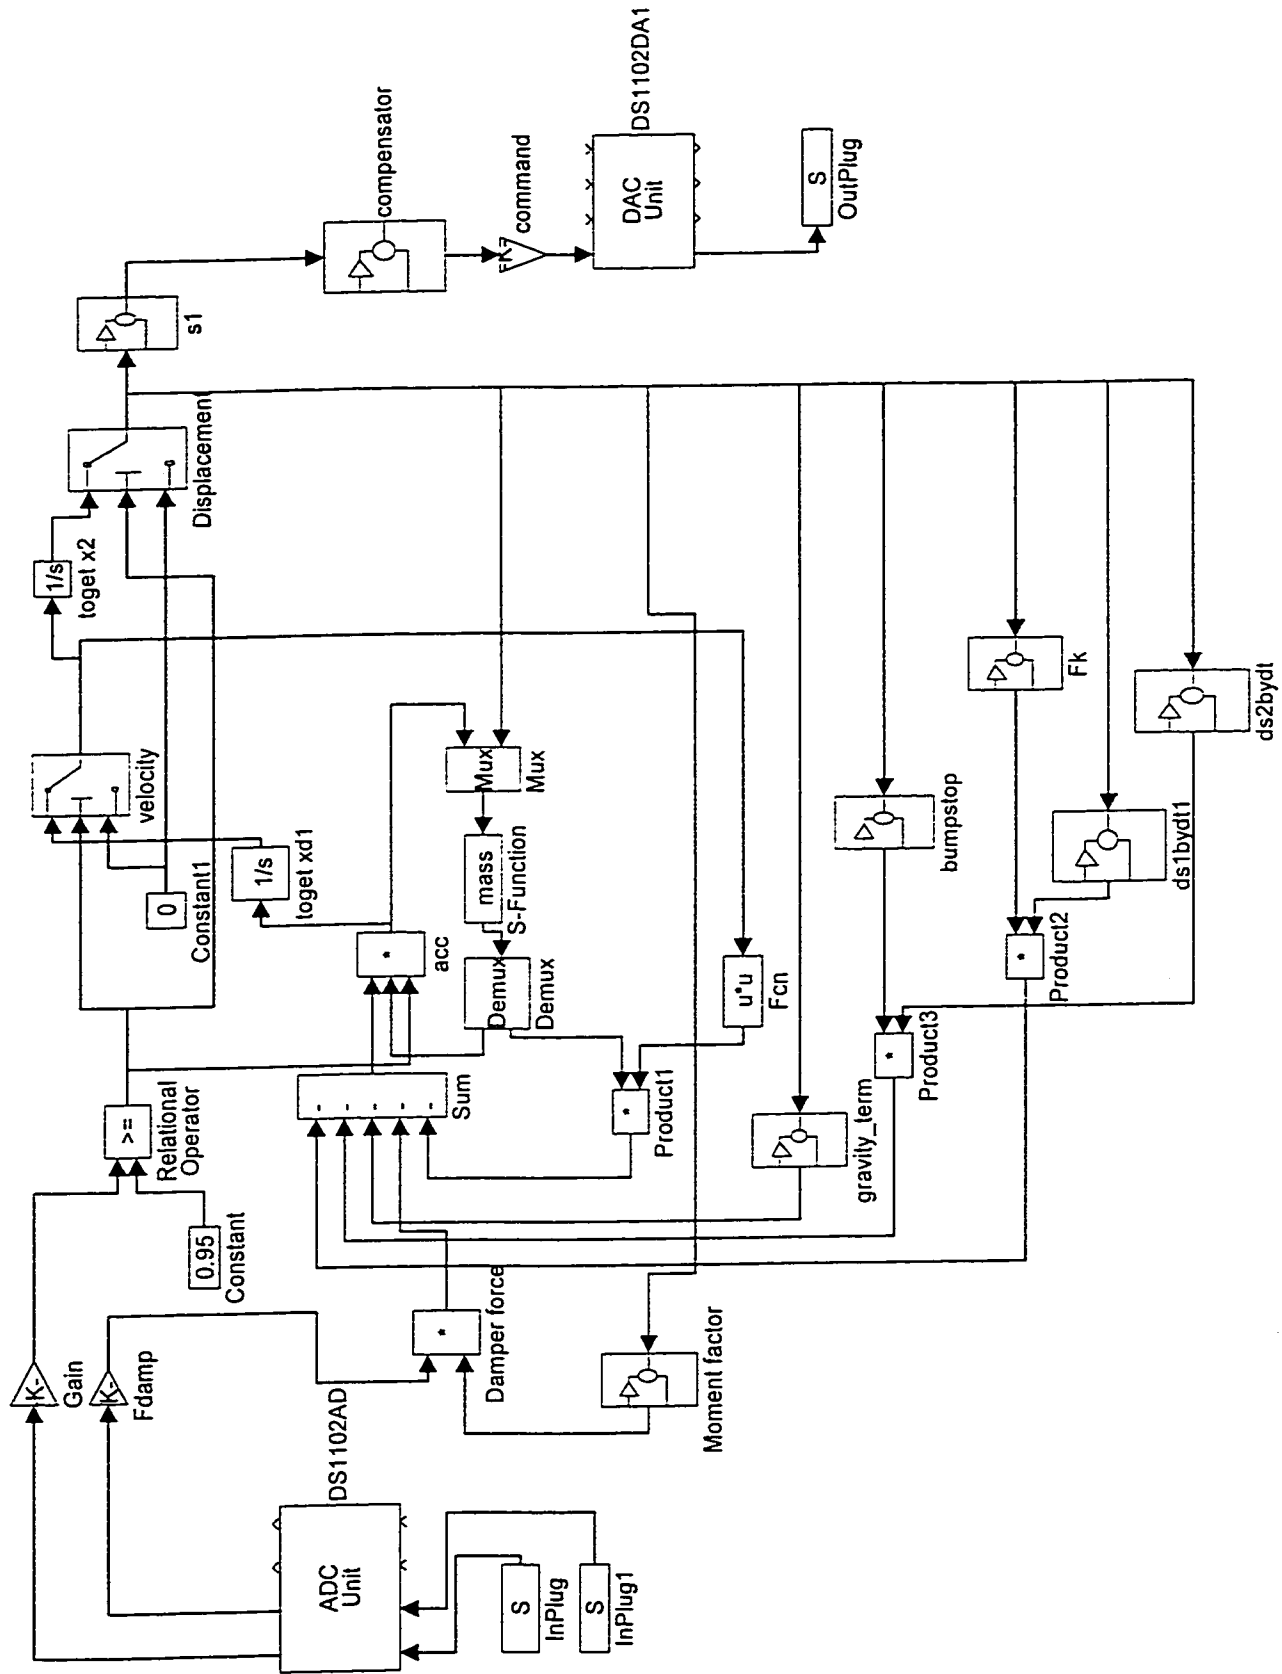 K-
Gain
K-
Fdamp
DS1102AD
ADC
Unit
S
InPlug
S
InPlug1
0.95
Constant
>=
Relational
Operator
*
Damper force
Moment factor
Sum
0
Constant1
velocity
1/s
toget xd1
*
acc
Demux
Demux
mass
S-Function
Mux
Mux
*
Product1
u*u
Fcn
gravity_term
*
Product3
bumpstop
*
Product2
Fk
ds1bydt1
ds2bydt
1/s
toget x2
Displacement
s1
compensator
K-
command
DAC
Unit
DS1102DA1
S
OutPlug